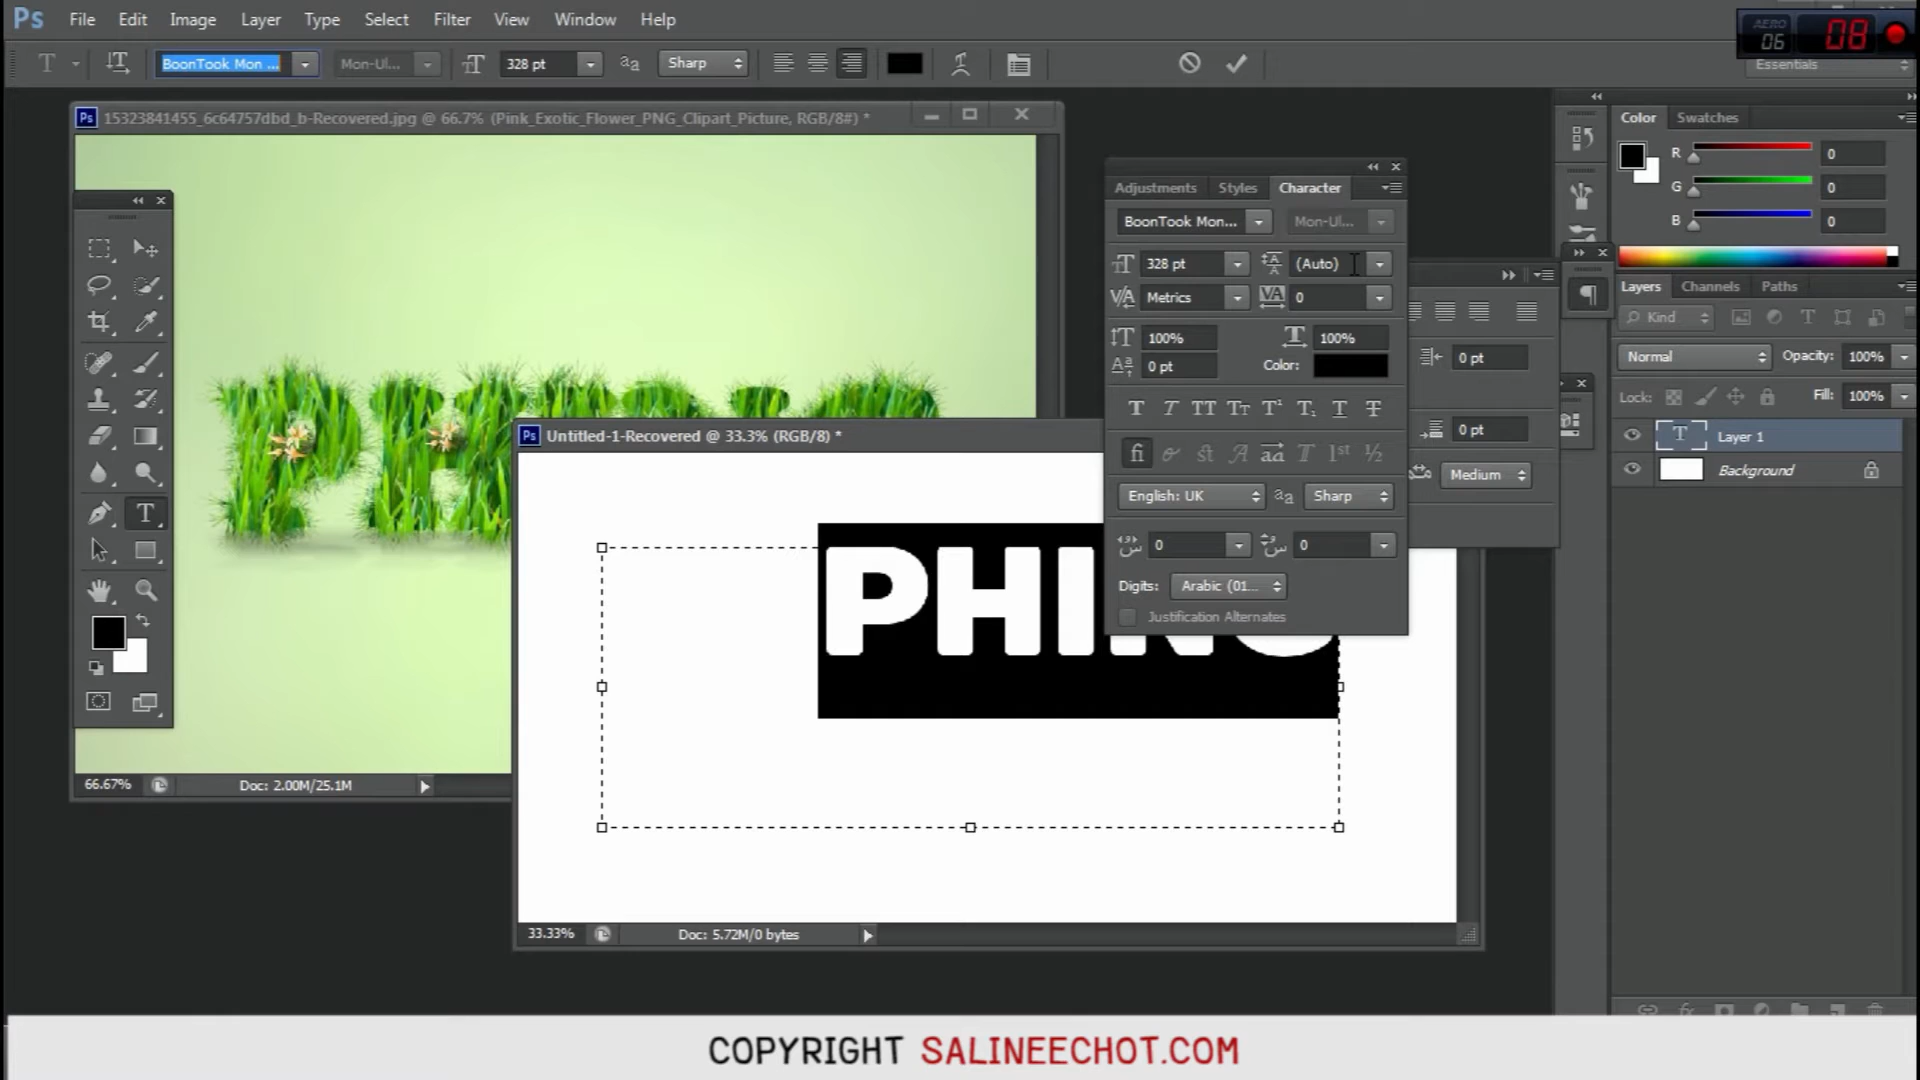 Ps File Edit Image Layer Type Select Filter View Window Help
AERO 06 08
BoonTook Mon ... Mon-Ul... 328 pt Sharp Essentials
15323841455_6c64757dbd_b-Recovered.jpg @ 66.7% (Pink_Exotic_Flower_PNG_Clipart_Picture, RGB/8#) *
Color Swatches
R 0
G 0
B 0
Adjustments Styles Character
BoonTook Mon... Mon-Ul...
328 pt (Auto)
Metrics 0
100% 100%
0 pt Color:
English: UK Sharp
0 0
Digits: Arabic (01...
Justification Alternates
0 pt
0 pt
Medium
Layers Channels Paths
Kind
Normal Opacity: 100%
Lock: Fill: 100%
Layer 1
Background
Untitled-1-Recovered @ 33.3% (RGB/8) *
66.67% Doc: 2.00M/25.1M
33.33% Doc: 5.72M/0 bytes
COPYRIGHT SALINEECHOT.COM